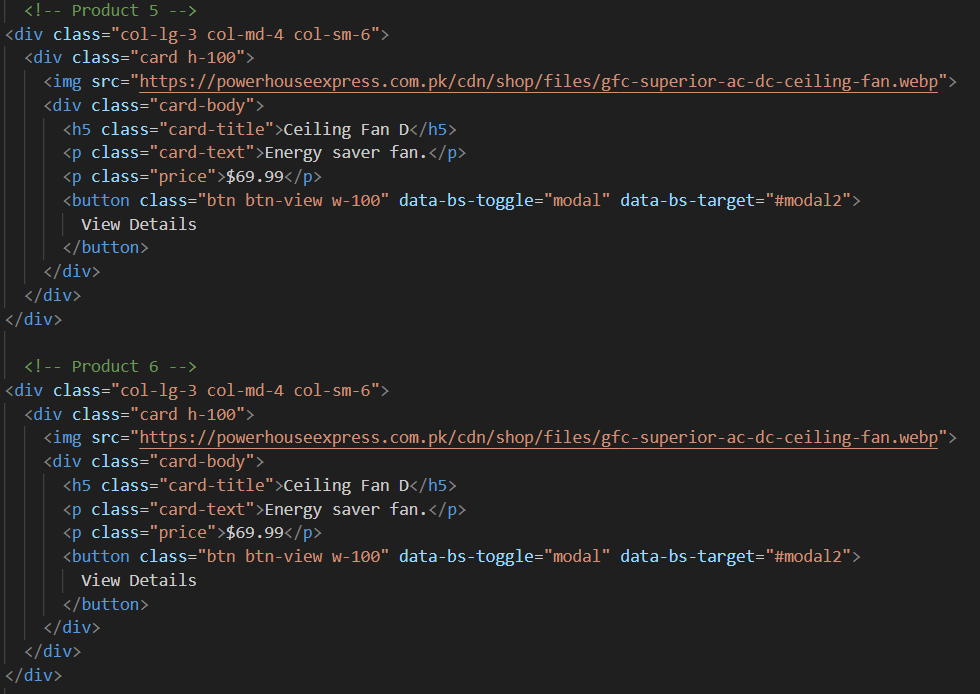 <!-- Product 5 -->
<div class="col-lg-3 col-md-4 col-sm-6">
<div class="card h-100">
<img src="https://powerhouseexpress.com.pk/cdn/shop/files/gfc-superior-ac-dc-ceiling-fan.webp">
<div class="card-body">
<h5 class="card-title">Ceiling Fan D</h5>
<p class="card-text">Energy saver fan.</p>
<p class="price">$69.99</p>
<button class="btn btn-view w-100" data-bs-toggle="modal" data-bs-target="#modal2">
View Details
</button>
</div>
</div>
</div>
<!-- Product 6 -->
<div class="col-lg-3 col-md-4 col-sm-6">
<div class="card h-100">
<img src="https://powerhouseexpress.com.pk/cdn/shop/files/gfc-superior-ac-dc-ceiling-fan.webp">
<div class="card-body">
<h5 class="card-title">Ceiling Fan D</h5>
<p class="card-text">Energy saver fan.</p>
<p class="price">$69.99</p>
<button class="btn btn-view w-100" data-bs-toggle="modal" data-bs-target="#modal2">
View Details
</button>
</div>
</div>
</div>